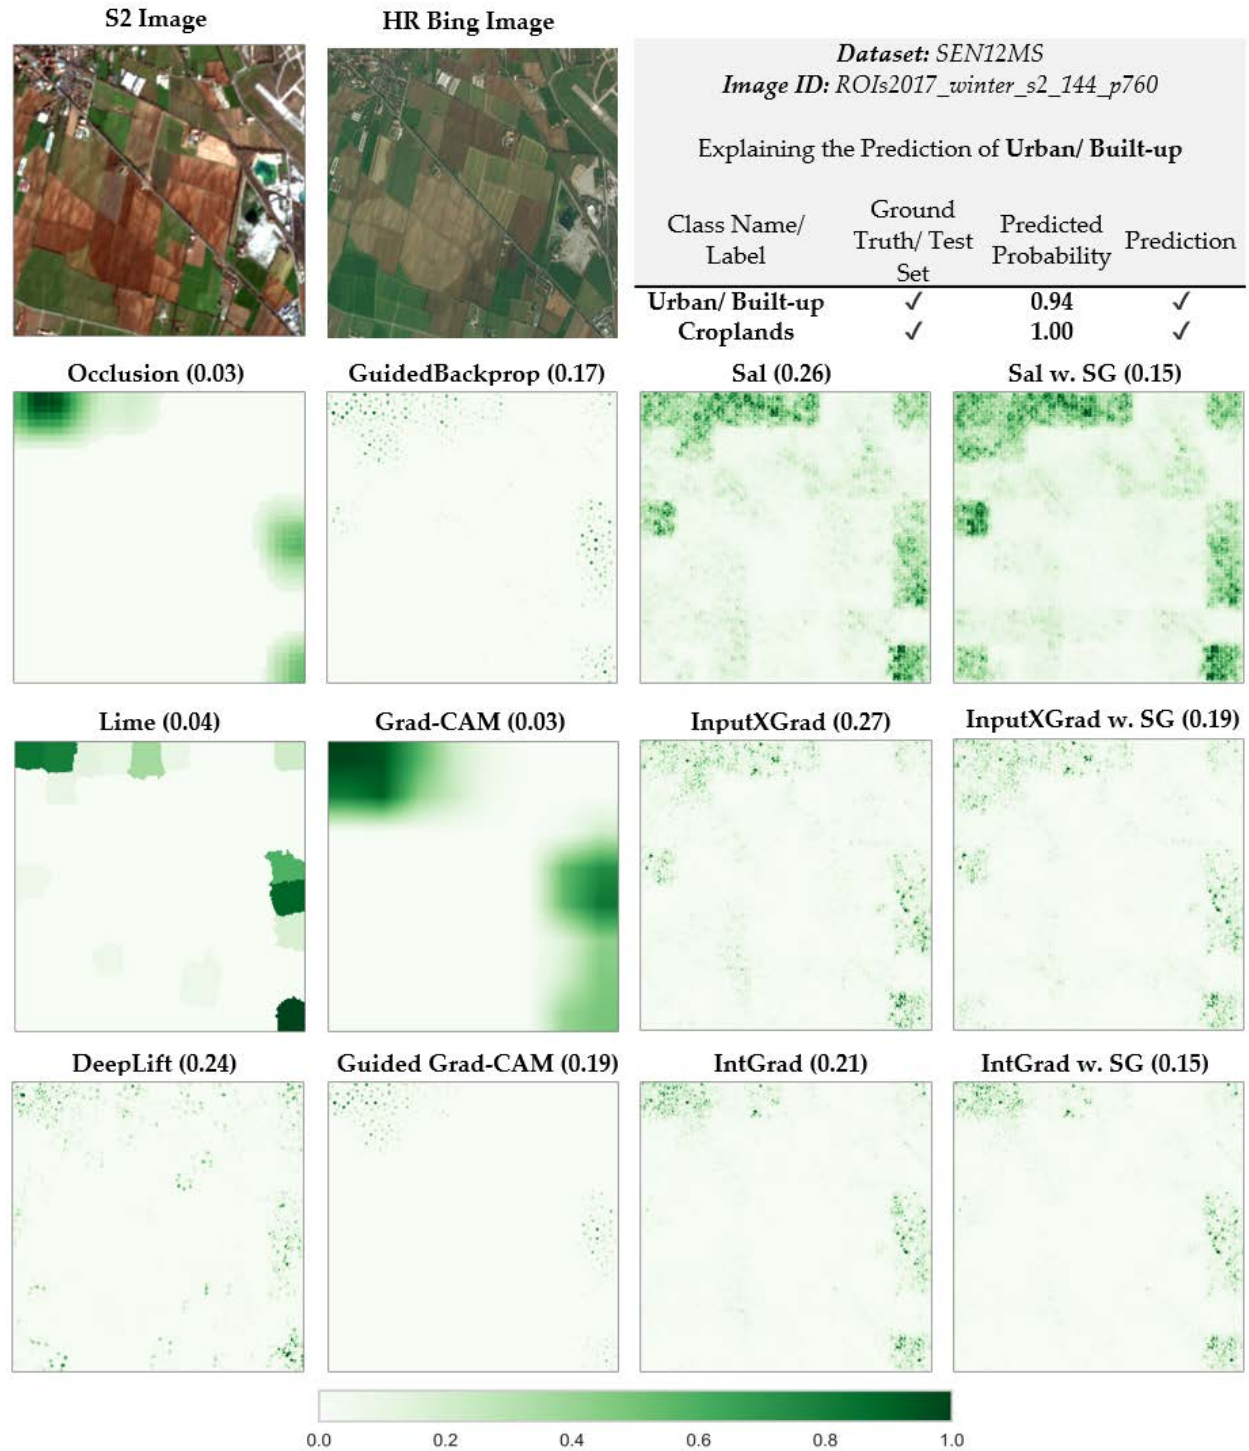 S2 Image
HR Bing Image
Dataset: SEN12MS
Image ID: ROIs2017_winter_s2_144_p760
Explaining the Prediction of Urban/ Built-up
Class Name/ Label
Ground Truth/ Test Set
Predicted Probability
Prediction
Urban/ Built-up ✓ 0.94 ✓
Croplands ✓ 1.00 ✓
Occlusion (0.03)
GuidedBackprop (0.17)
Sal (0.26)
Sal w. SG (0.15)
Lime (0.04)
Grad-CAM (0.03)
InputXGrad (0.27)
InputXGrad w. SG (0.19)
DeepLift (0.24)
Guided Grad-CAM (0.19)
IntGrad (0.21)
IntGrad w. SG (0.15)
0.0 0.2 0.4 0.6 0.8 1.0